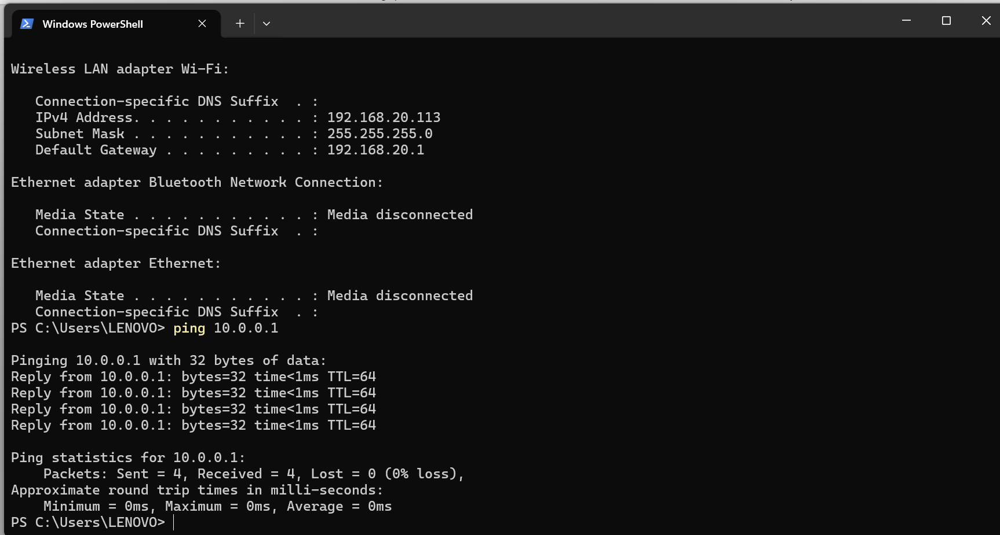 Windows PowerShell
Wireless LAN adapter Wi-Fi:
Connection-specific DNS Suffix  . :
IPv4 Address. . . . . . . . . . . : 192.168.20.113
Subnet Mask . . . . . . . . . . . : 255.255.255.0
Default Gateway . . . . . . . . . : 192.168.20.1
Ethernet adapter Bluetooth Network Connection:
Media State . . . . . . . . . . . : Media disconnected
Connection-specific DNS Suffix  . :
Ethernet adapter Ethernet:
Media State . . . . . . . . . . . : Media disconnected
Connection-specific DNS Suffix  . :
PS C:\Users\LENOVO> ping 10.0.0.1
Pinging 10.0.0.1 with 32 bytes of data:
Reply from 10.0.0.1: bytes=32 time<1ms TTL=64
Reply from 10.0.0.1: bytes=32 time<1ms TTL=64
Reply from 10.0.0.1: bytes=32 time<1ms TTL=64
Reply from 10.0.0.1: bytes=32 time<1ms TTL=64
Ping statistics for 10.0.0.1:
Packets: Sent = 4, Received = 4, Lost = 0 (0% loss),
Approximate round trip times in milli-seconds:
Minimum = 0ms, Maximum = 0ms, Average = 0ms
PS C:\Users\LENOVO>